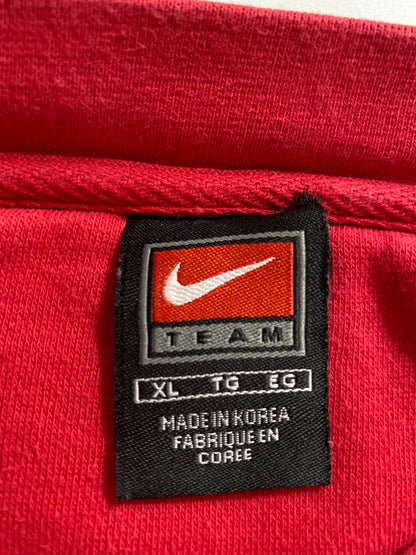 TEAM
XL TG EG
MADE IN KOREA
FABRIQUE EN
COREE